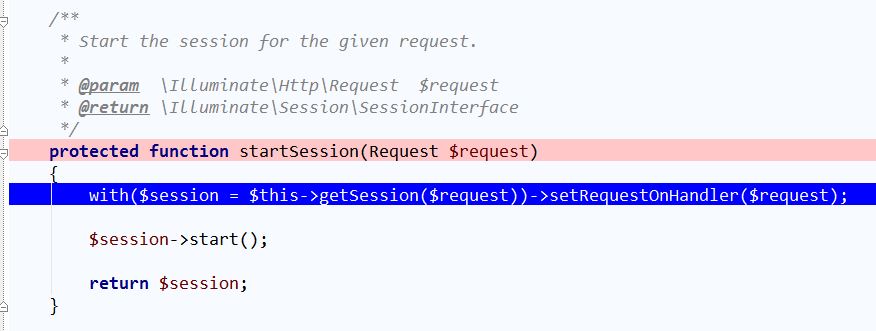 /**
 * Start the session for the given request.
 *
 * @param  \Illuminate\Http\Request  $request
 * @return \Illuminate\Session\SessionInterface
 */
protected function startSession(Request $request)
{
    with($session = $this->getSession($request))->setRequestOnHandler($request);

    $session->start();

    return $session;
}